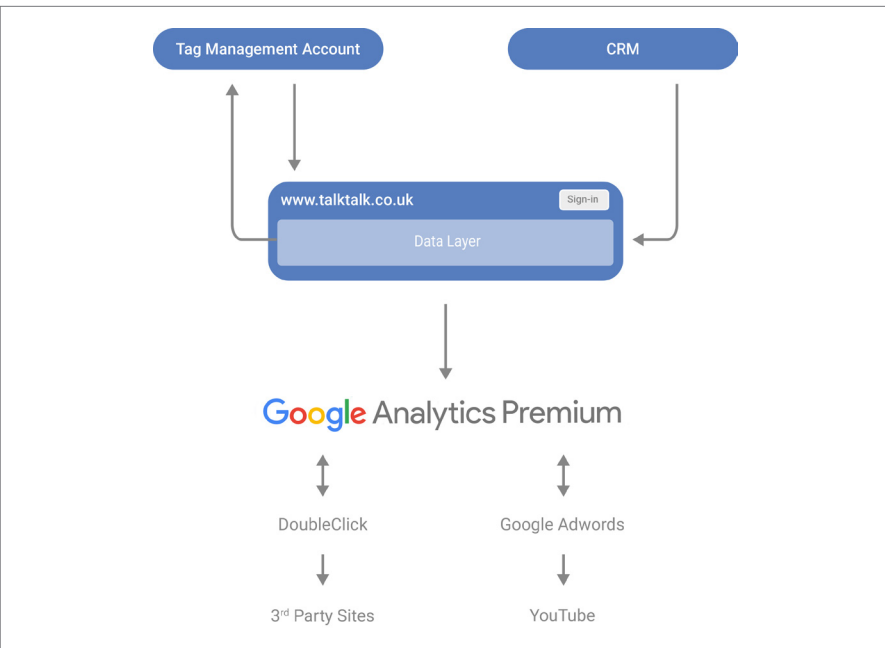 Tag Management Account
CRM
www.talktalk.co.uk
Sign-in
Data Layer
Google Analytics Premium
DoubleClick
Google Adwords
3rd Party Sites
YouTube